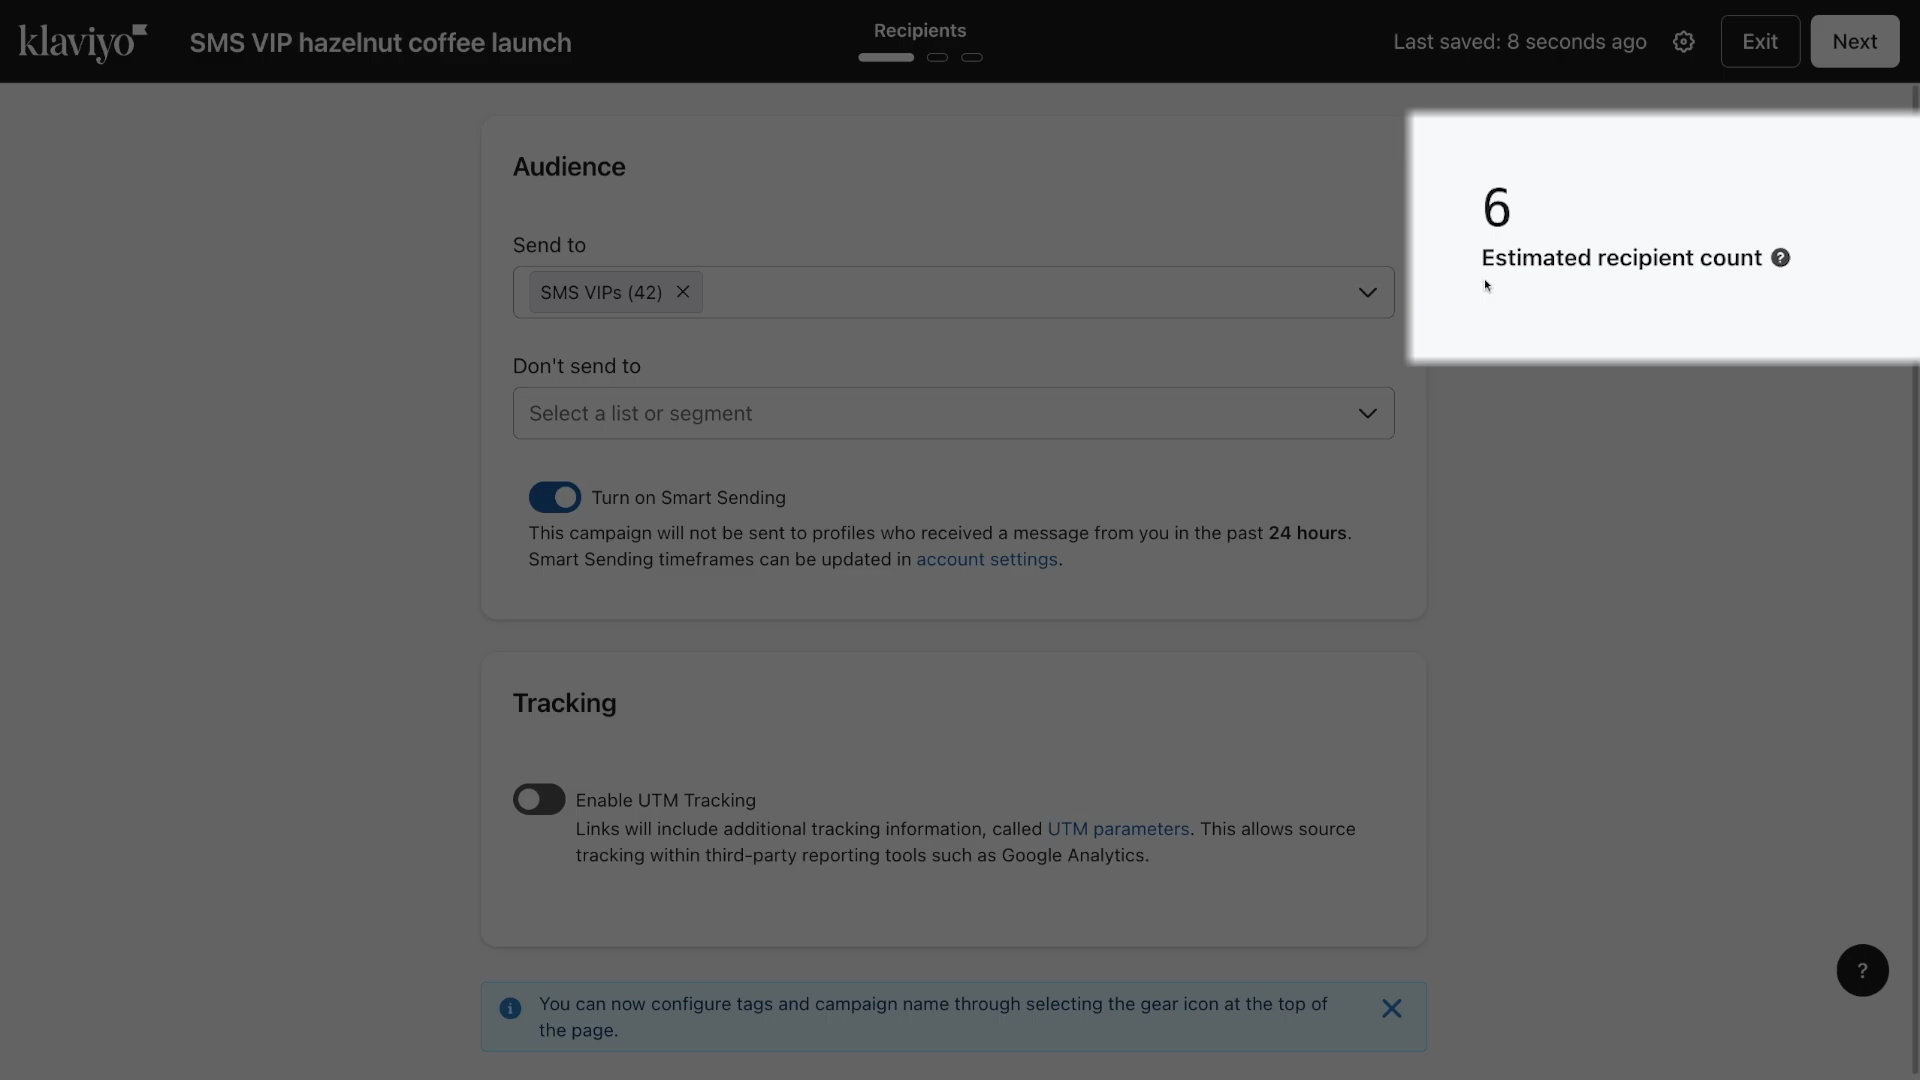 klaviyo
SMS VIP hazelnut coffee launch
Recipients
Last saved: 8 seconds ago
Exit
Next
Audience
Send to
SMS VIPs (42)
Don't send to
Select a list or segment
Turn on Smart Sending
This campaign will not be sent to profiles who received a message from you in the past 24 hours.
Smart Sending timeframes can be updated in account settings.
6
Estimated recipient count ?
Tracking
Enable UTM Tracking
Links will include additional tracking information, called UTM parameters. This allows source
tracking within third-party reporting tools such as Google Analytics.
You can now configure tags and campaign name through selecting the gear icon at the top of
the page.
?